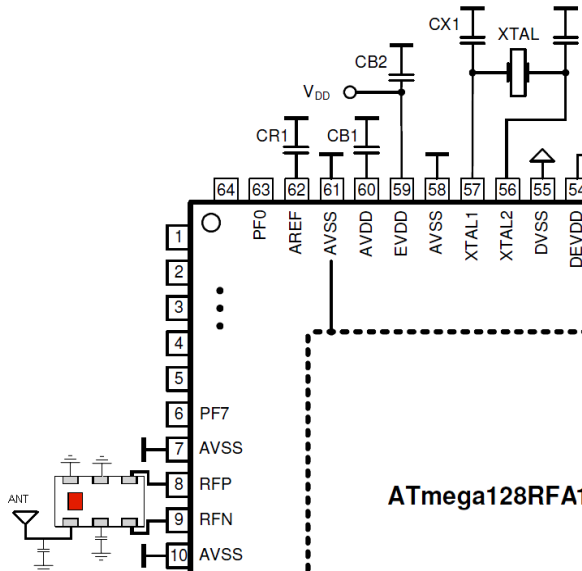 CX1
XTAL
CB2
VDD
CR1
CB1
64 63 62 61 60 59 58 57 56 55 54
PF0
AREF
AVSS
AVDD
EVDD
AVSS
XTAL1
XTAL2
DVSS
DEVDD
1
2
3
4
5
6 PF7
7 AVSS
8 RFP
9 RFN
10 AVSS
ANT
ATmega128RFA1